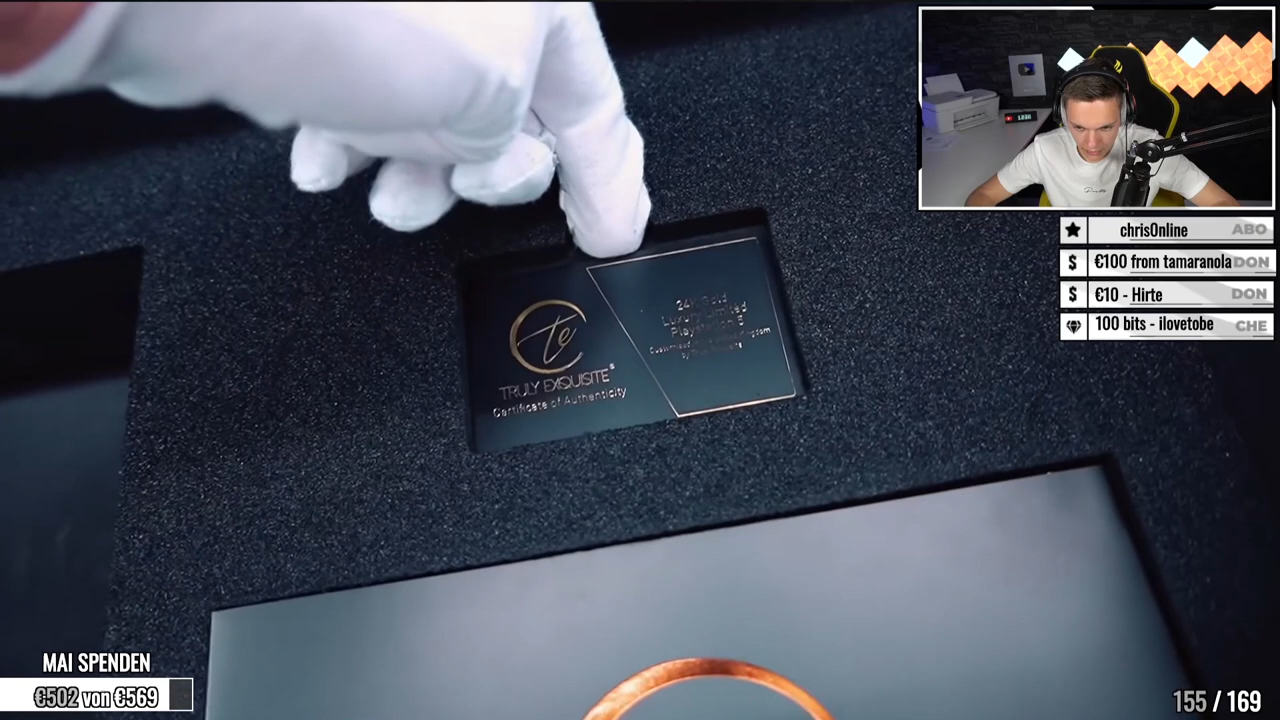 te
TRULY EXQUISITE®
Certificate of Authenticity
24K Gold
Luxury Limited
PlayStation 5
chrisOnline ABO
$ €100 from tamaranola DON
$ €10 - Hirte DON
100 bits - ilovetobe CHE
MAI SPENDEN
€502 von €569
155 / 169